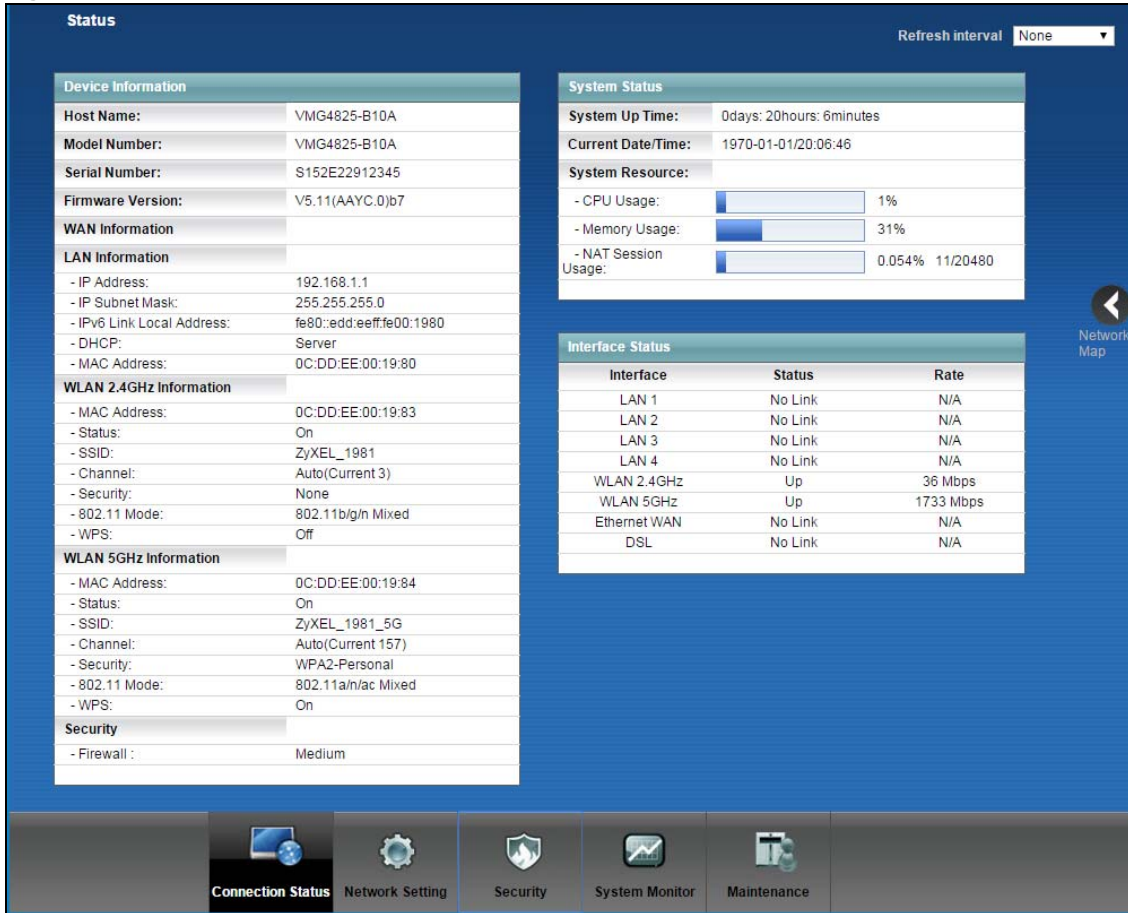 Status
Refresh interval None
Device Information
Host Name: VMG4825-B10A
Model Number: VMG4825-B10A
Serial Number: S152E22912345
Firmware Version: V5.11(AAYC.0)b7
WAN Information
LAN Information
- IP Address: 192.168.1.1
- IP Subnet Mask: 255.255.255.0
- IPv6 Link Local Address: fe80::edd:eeff:fe00:1980
- DHCP: Server
- MAC Address: 0C:DD:EE:00:19:80
WLAN 2.4GHz Information
- MAC Address: 0C:DD:EE:00:19:83
- Status: On
- SSID: ZyXEL_1981
- Channel: Auto(Current 3)
- Security: None
- 802.11 Mode: 802.11b/g/n Mixed
- WPS: Off
WLAN 5GHz Information
- MAC Address: 0C:DD:EE:00:19:84
- Status: On
- SSID: ZyXEL_1981_5G
- Channel: Auto(Current 157)
- Security: WPA2-Personal
- 802.11 Mode: 802.11a/n/ac Mixed
- WPS: On
Security
- Firewall : Medium
System Status
System Up Time: 0days: 20hours: 6minutes
Current Date/Time: 1970-01-01/20:06:46
System Resource:
- CPU Usage: 1%
- Memory Usage: 31%
- NAT Session
Usage: 0.054% 11/20480
Interface Status
Interface Status Rate
LAN 1 No Link N/A
LAN 2 No Link N/A
LAN 3 No Link N/A
LAN 4 No Link N/A
WLAN 2.4GHz Up 36 Mbps
WLAN 5GHz Up 1733 Mbps
Ethernet WAN No Link N/A
DSL No Link N/A
Network
Map
Connection Status Network Setting Security System Monitor Maintenance